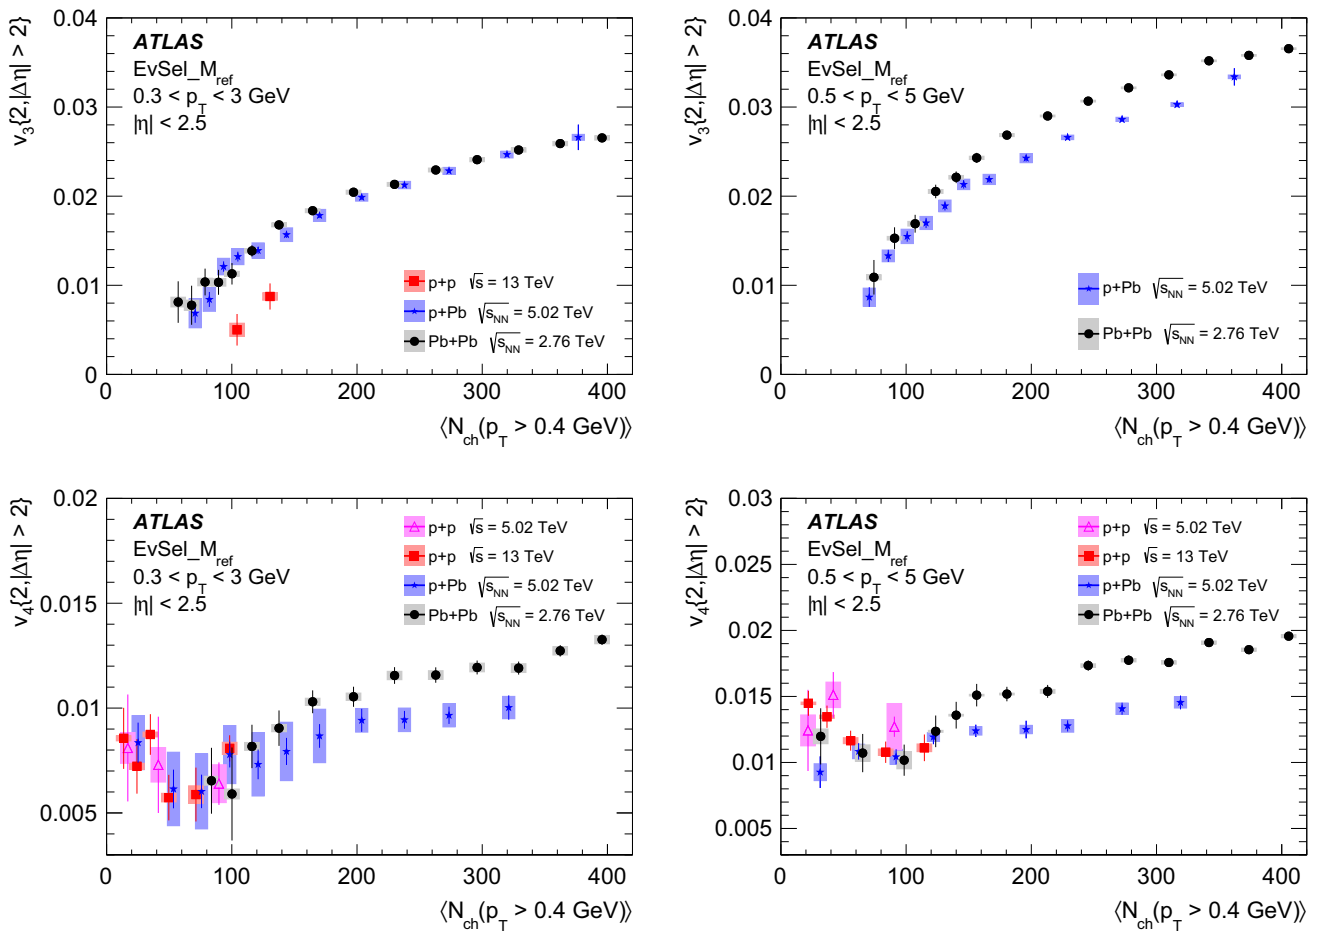 v3{2,|Δη| > 2}
0.04
0.03
0.02
0.01
0
ATLAS
EvSel_Mref
0.3 < pT < 3 GeV
|η| < 2.5
p+p √s = 13 TeV
p+Pb √sNN = 5.02 TeV
Pb+Pb √sNN = 2.76 TeV
0 100 200 300 400
⟨Nch(pT > 0.4 GeV)⟩
v3{2,|Δη| > 2}
0.04
0.03
0.02
0.01
0
ATLAS
EvSel_Mref
0.5 < pT < 5 GeV
|η| < 2.5
p+Pb √sNN = 5.02 TeV
Pb+Pb √sNN = 2.76 TeV
0 100 200 300 400
⟨Nch(pT > 0.4 GeV)⟩
v4{2,|Δη| > 2}
0.02
0.015
0.01
0.005
ATLAS
EvSel_Mref
0.3 < pT < 3 GeV
|η| < 2.5
p+p √s = 5.02 TeV
p+p √s = 13 TeV
p+Pb √sNN = 5.02 TeV
Pb+Pb √sNN = 2.76 TeV
0 100 200 300 400
⟨Nch(pT > 0.4 GeV)⟩
v4{2,|Δη| > 2}
0.03
0.025
0.02
0.015
0.01
0.005
ATLAS
EvSel_Mref
0.5 < pT < 5 GeV
|η| < 2.5
p+p √s = 5.02 TeV
p+p √s = 13 TeV
p+Pb √sNN = 5.02 TeV
Pb+Pb √sNN = 2.76 TeV
0 100 200 300 400
⟨Nch(pT > 0.4 GeV)⟩